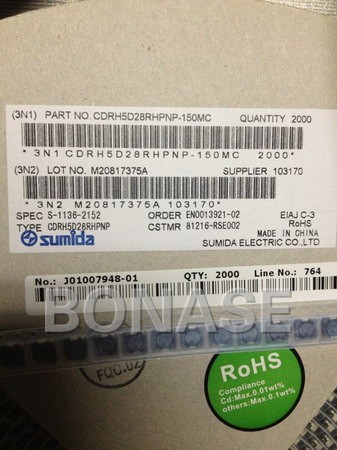 (3N1) PART NO. CDRH5D28RHPNP-150MC QUANTITY 2000
* 3N1 CDRH5D28RHPNP-150MC 2000*
(3N2) LOT NO. M20817375A SUPPLIER 103170
* 3N2 M20817375A 103170*
SPEC S-1136-2152 ORDER EN0013921-02 EIAJ C-3
TYPE CDRH5D28RHPNP CSTMR 81216-RSE002 RoHS
MADE IN CHINA
sumida SUMIDA ELECTRIC CO.,LTD
No.: J01007948-01 QTY: 2000 Line No.: 764
BONASE
FQC.02
RoHS
Compliance
Cd:Max.0.01wt%
others:Max.0.1wt%